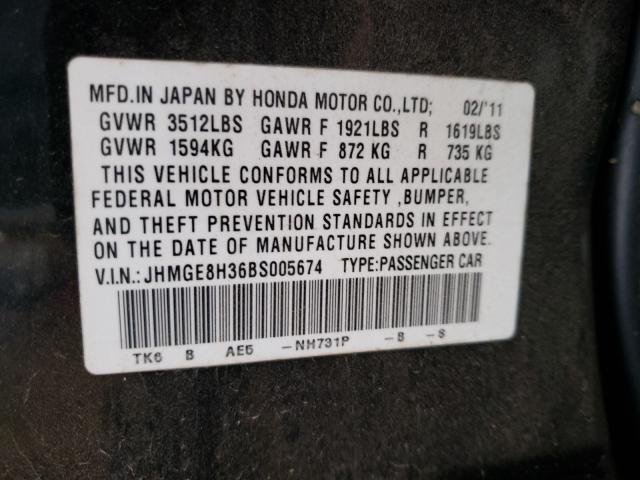 MFD.IN JAPAN BY HONDA MOTOR CO.,LTD; 02/'11
GVWR 3512LBS GAWR F 1921LBS R 1619LBS
GVWR 1594KG GAWR F 872 KG R 735 KG
THIS VEHICLE CONFORMS TO ALL APPLICABLE
FEDERAL MOTOR VEHICLE SAFETY ,BUMPER,
AND THEFT PREVENTION STANDARDS IN EFFECT
ON THE DATE OF MANUFACTURE SHOWN ABOVE.
V.I.N.: JHMGE8H36BS005674 TYPE:PASSENGER CAR
TK6 B AE5 -NH731P -B -S